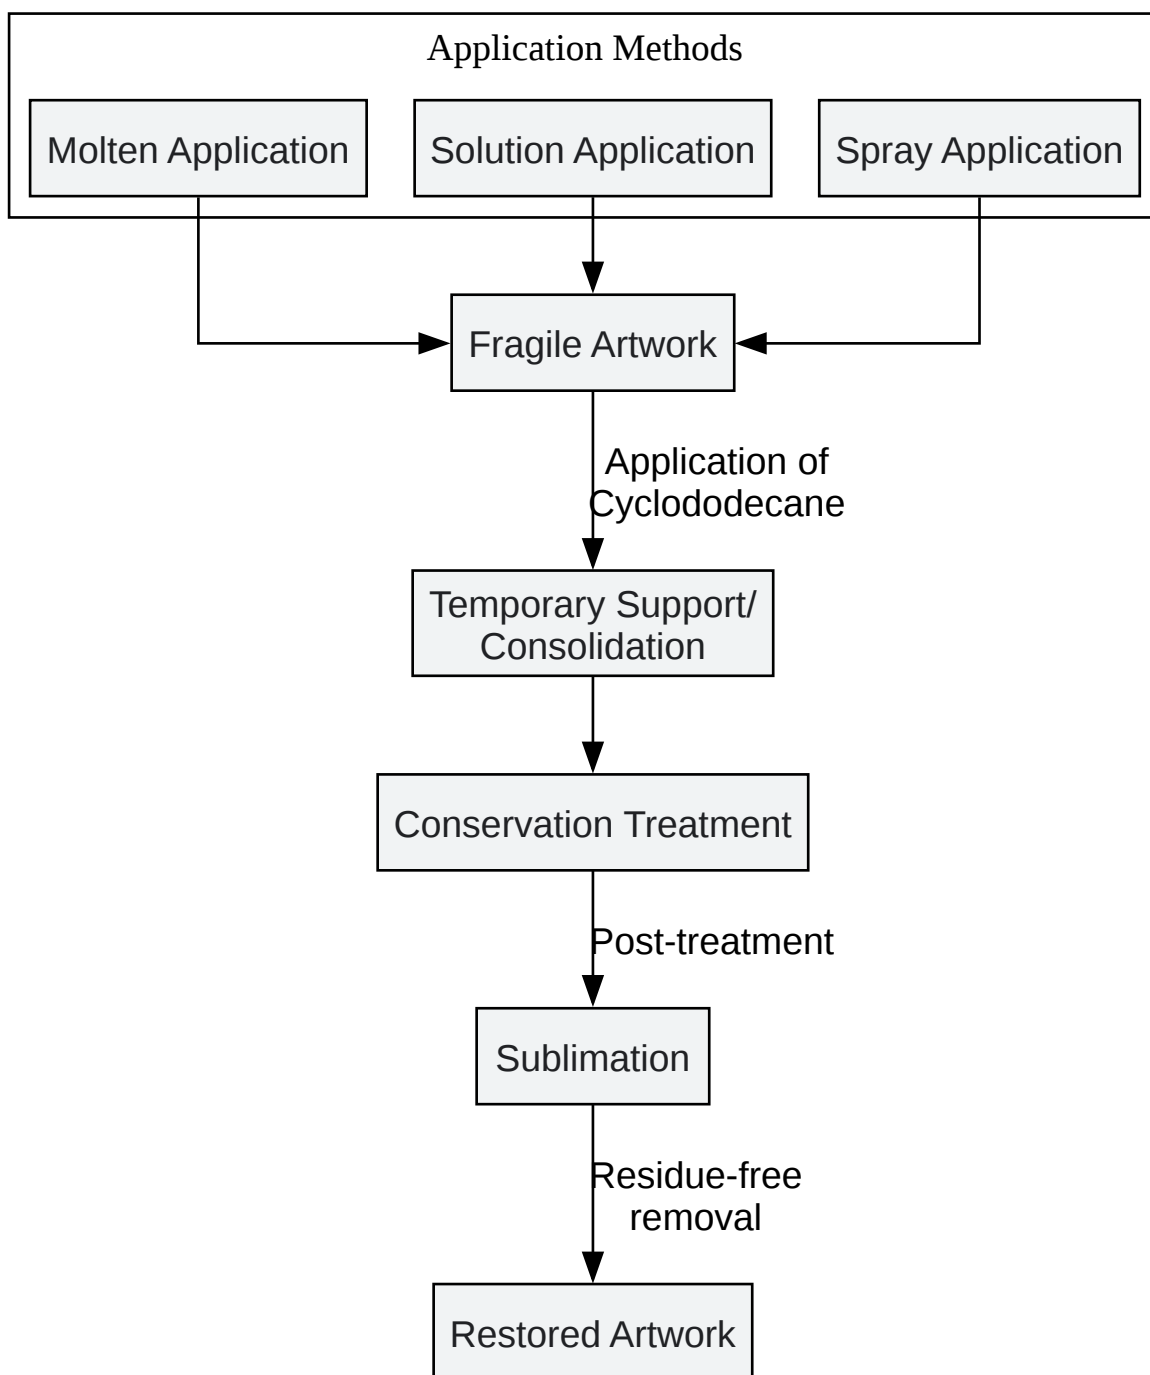 Application Methods
Molten Application
Solution Application
Spray Application
Fragile Artwork
Application of
Cyclododecane
Temporary Support/
Consolidation
Conservation Treatment
Post-treatment
Sublimation
Residue-free
removal
Restored Artwork